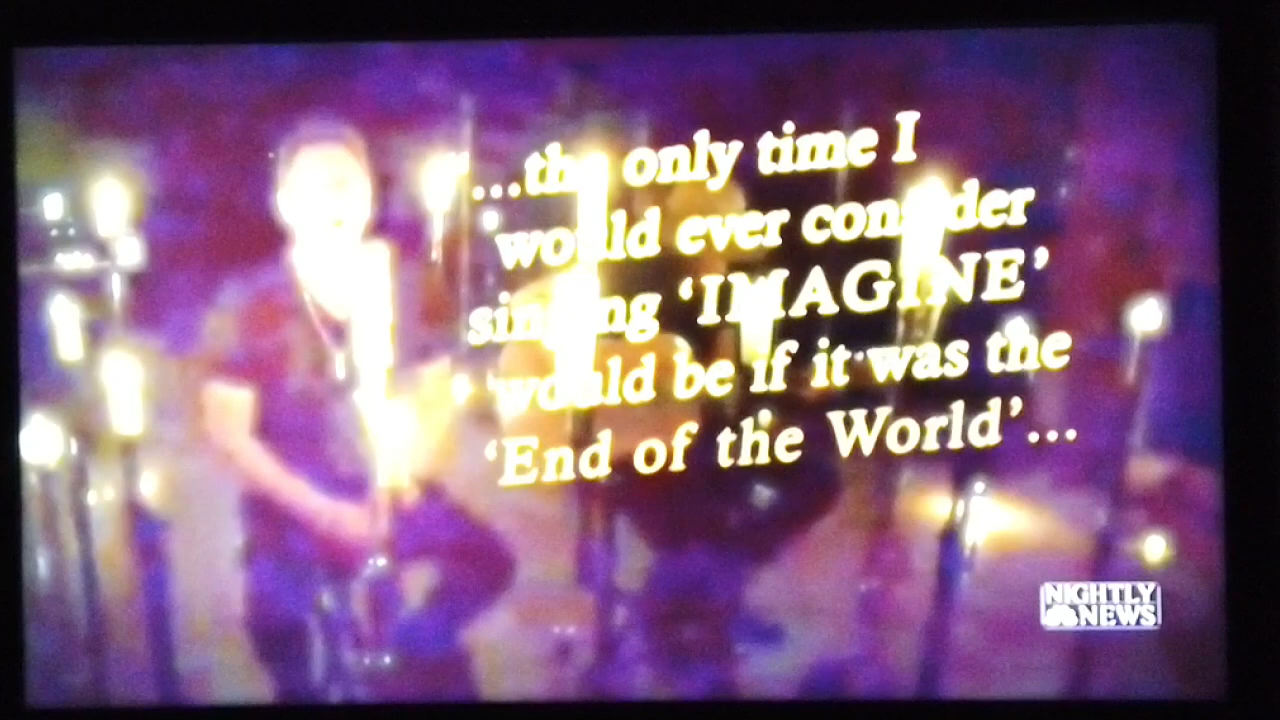 ...the only time I
would ever consider
singing ‘IMAGINE’
would be if it was the
‘End of the World’...
NIGHTLY
NEWS